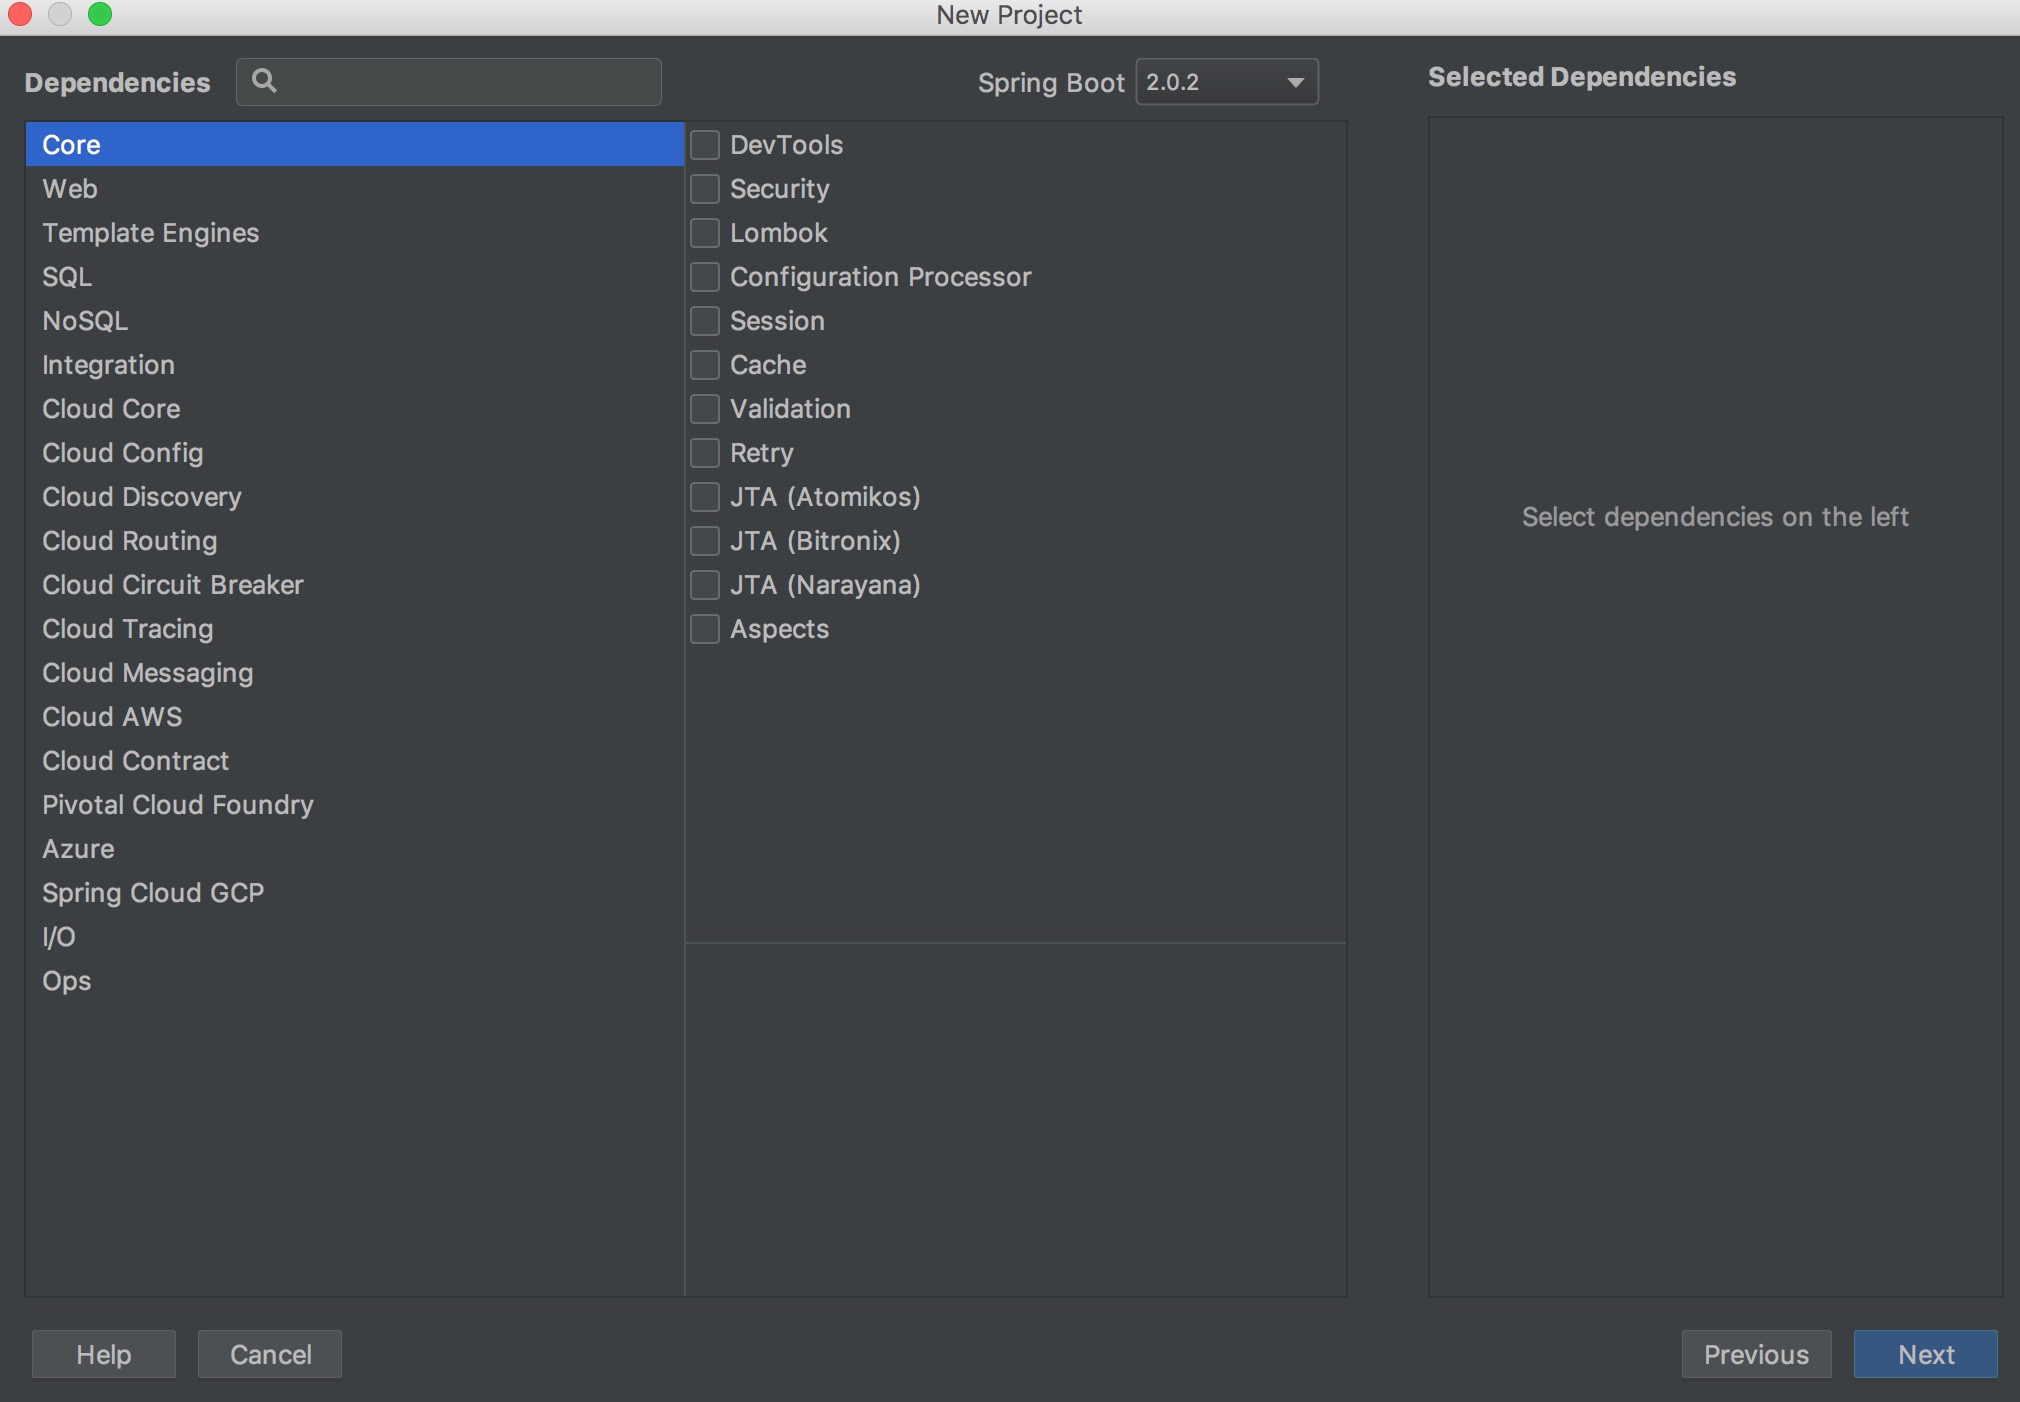 New Project
Dependencies
Spring Boot 2.0.2
Selected Dependencies
Core
Web
Template Engines
SQL
NoSQL
Integration
Cloud Core
Cloud Config
Cloud Discovery
Cloud Routing
Cloud Circuit Breaker
Cloud Tracing
Cloud Messaging
Cloud AWS
Cloud Contract
Pivotal Cloud Foundry
Azure
Spring Cloud GCP
I/O
Ops
DevTools
Security
Lombok
Configuration Processor
Session
Cache
Validation
Retry
JTA (Atomikos)
JTA (Bitronix)
JTA (Narayana)
Aspects
Select dependencies on the left
Help
Cancel
Previous
Next